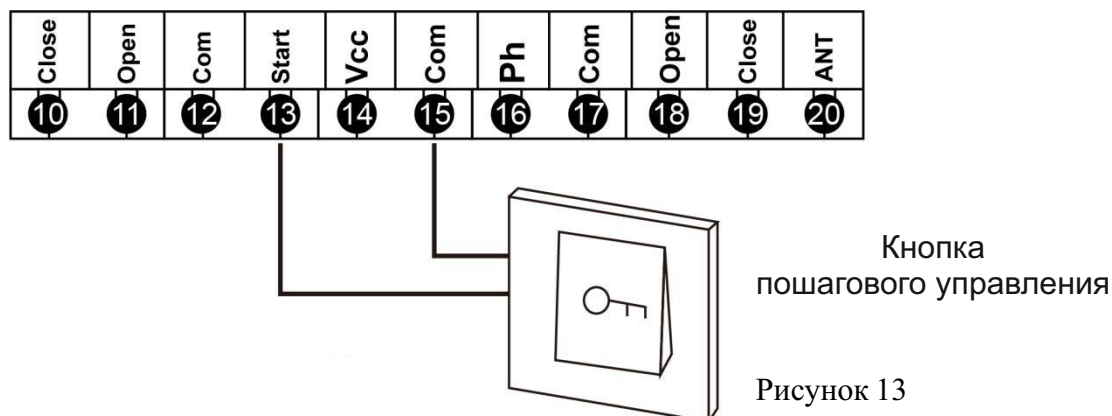 Close Open Com Start Vcc Com Ph Com Open Close ANT
10 11 12 13 14 15 16 17 18 19 20
Кнопка
пошагового управления
Рисунок 13